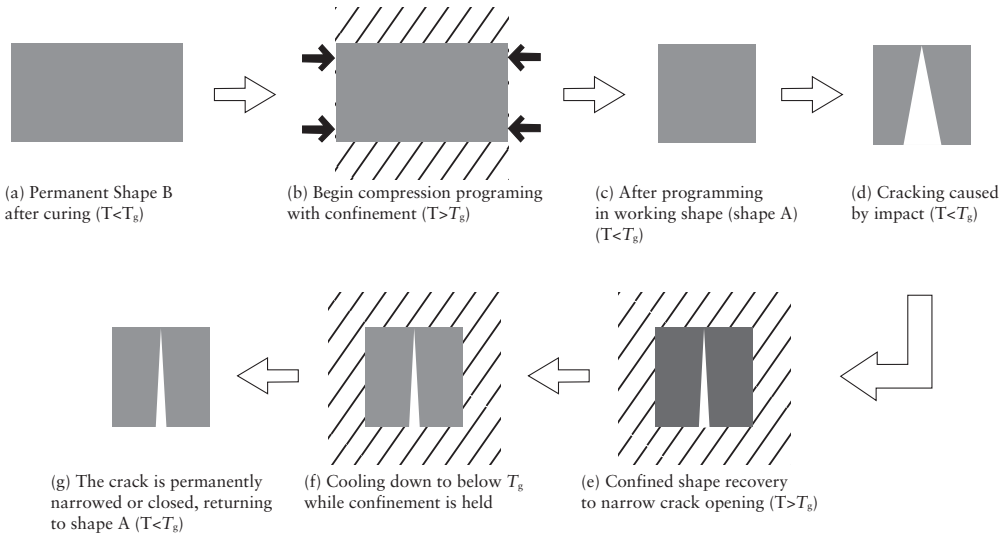 (a) Permanent Shape B
after curing (T<Tg)
(b) Begin compression programing
with confinement (T>Tg)
(c) After programming
in working shape (shape A)
(T<Tg)
(d) Cracking caused
by impact (T<Tg)
(g) The crack is permanently
narrowed or closed, returning
to shape A (T<Tg)
(f) Cooling down to below Tg
while confinement is held
(e) Confined shape recovery
to narrow crack opening (T>Tg)